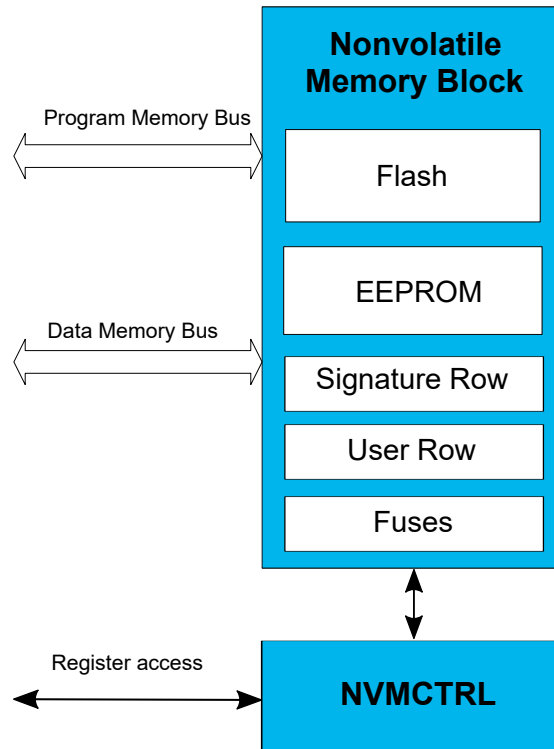 Nonvolatile
Memory Block
Program Memory Bus
Flash
EEPROM
Data Memory Bus
Signature Row
User Row
Fuses
Register access
NVMCTRL